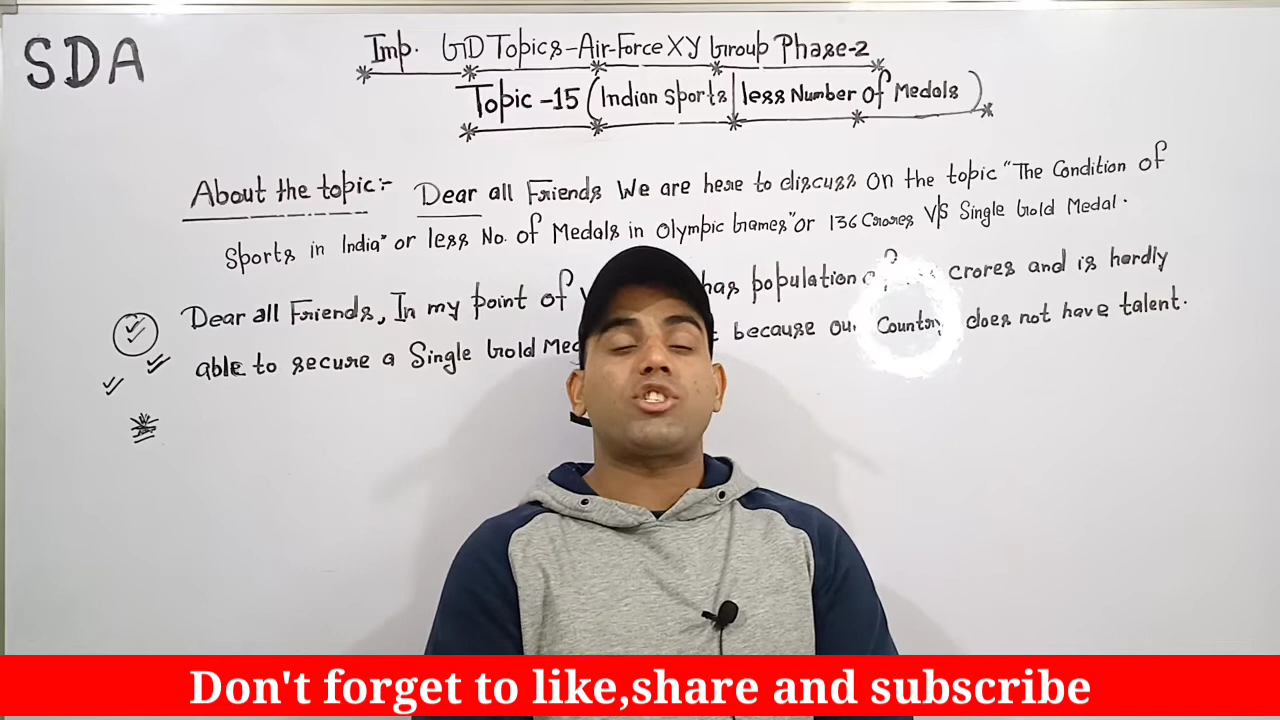 SDA
Imp. GD Topics-Air-Force XY Group Phase-2
Topic -15 (Indian Sports | less Number of Medals)
About the topic:- Dear all Friends We are here to discuss on the topic "The Condition of
Sports in India" or less No. of Medals in Olympic Games" or 136 Crores V/S Single Gold Medal.
Dear all Friends, In my point of has population crores and is hardly
able to secure a Single Gold because our Country does not have talent.
Don't forget to like,share and subscribe